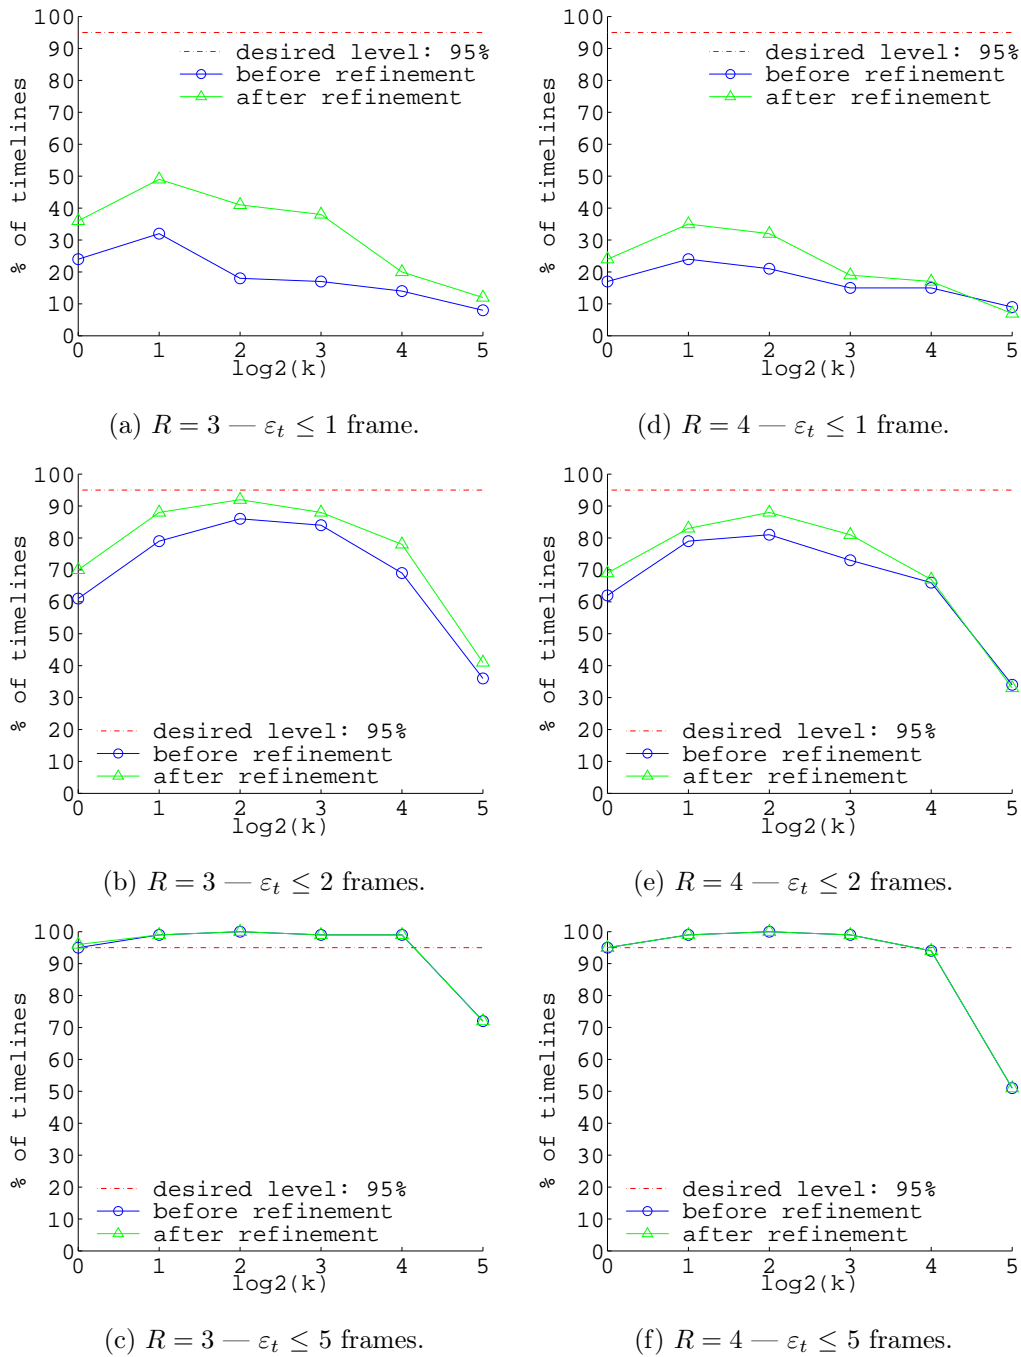 100
90
80
70
60
50
40
30
20
10
0
% of timelines
desired level: 95%
before refinement
after refinement
0 1 2 3 4 5
log2(k)
(a) R = 3 — εt ≤ 1 frame.
100
90
80
70
60
50
40
30
20
10
0
% of timelines
desired level: 95%
before refinement
after refinement
0 1 2 3 4 5
log2(k)
(d) R = 4 — εt ≤ 1 frame.
100
90
80
70
60
50
40
30
20
10
0
% of timelines
desired level: 95%
before refinement
after refinement
0 1 2 3 4 5
log2(k)
(b) R = 3 — εt ≤ 2 frames.
100
90
80
70
60
50
40
30
20
10
0
% of timelines
desired level: 95%
before refinement
after refinement
0 1 2 3 4 5
log2(k)
(e) R = 4 — εt ≤ 2 frames.
100
90
80
70
60
50
40
30
20
10
0
% of timelines
desired level: 95%
before refinement
after refinement
0 1 2 3 4 5
log2(k)
(c) R = 3 — εt ≤ 5 frames.
100
90
80
70
60
50
40
30
20
10
0
% of timelines
desired level: 95%
before refinement
after refinement
0 1 2 3 4 5
log2(k)
(f) R = 4 — εt ≤ 5 frames.